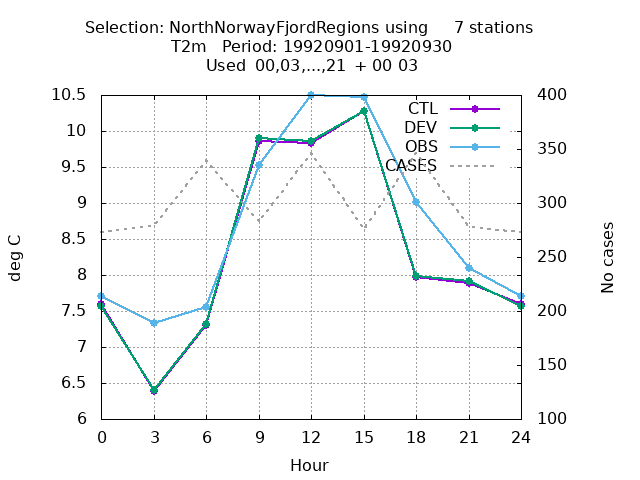 Selection: NorthNorwayFjordRegions using     7 stations
T2m   Period: 19920901-19920930
Used  00,03,...,21  + 00 03
10.5
10
9.5
9
8.5
8
7.5
7
6.5
6
400
350
300
250
200
150
100
CTL
DEV
OBS
CASES
deg C
No cases
0 3 6 9 12 15 18 21 24
Hour